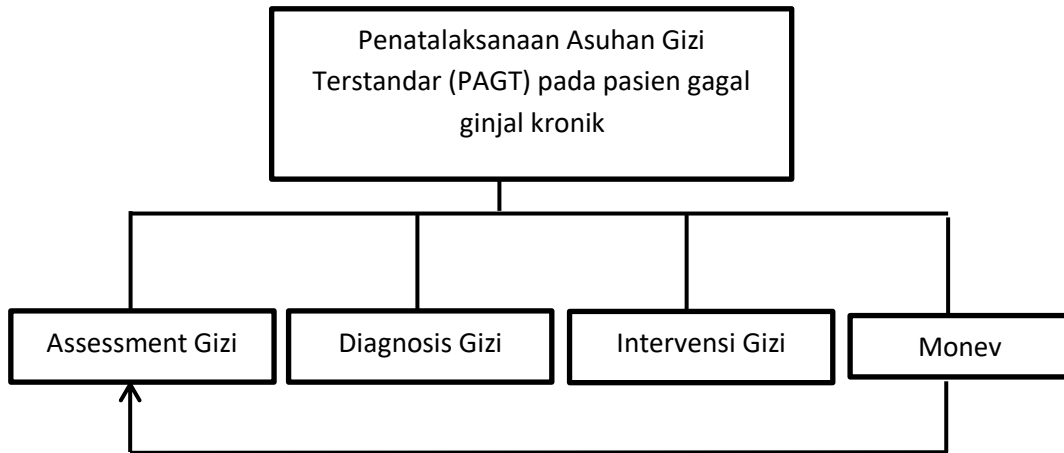 Penatalaksanaan Asuhan Gizi
Terstandar (PAGT) pada pasien gagal
ginjal kronik
Assessment Gizi
Diagnosis Gizi
Intervensi Gizi
Monev